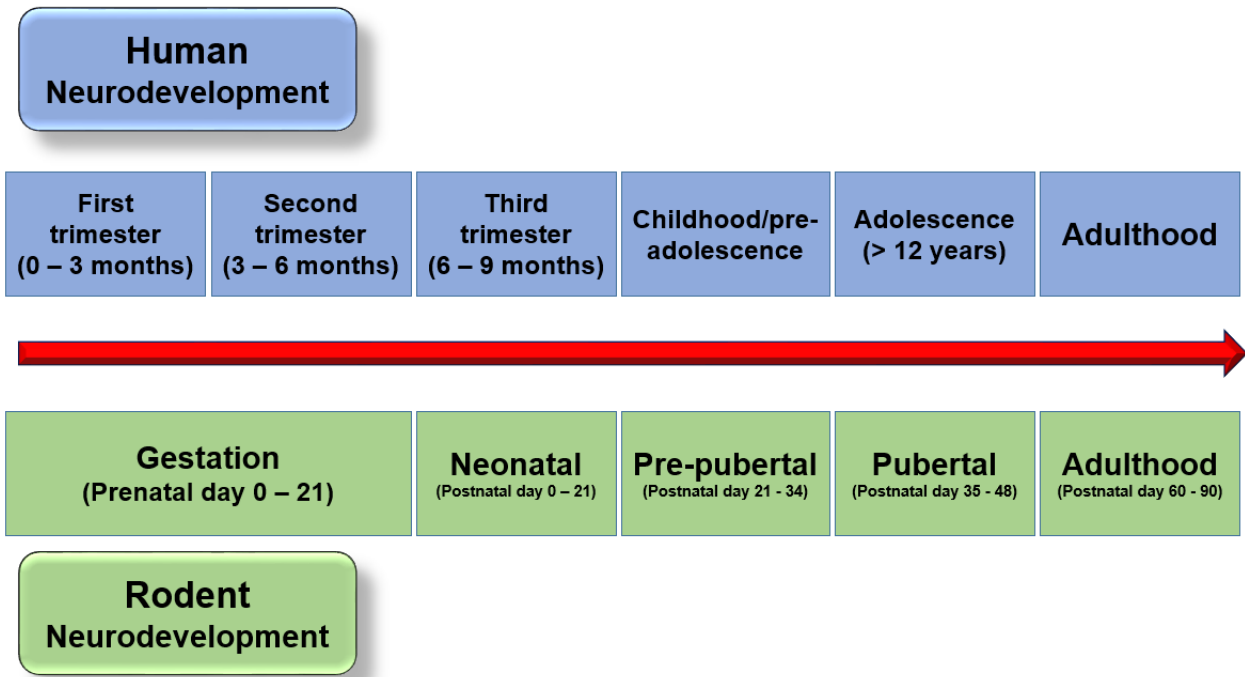 Human
Neurodevelopment
First
trimester
(0 – 3 months)
Second
trimester
(3 – 6 months)
Third
trimester
(6 – 9 months)
Childhood/pre-
adolescence
Adolescence
(> 12 years)
Adulthood
Gestation
(Prenatal day 0 – 21)
Neonatal
(Postnatal day 0 – 21)
Pre-pubertal
(Postnatal day 21 - 34)
Pubertal
(Postnatal day 35 - 48)
Adulthood
(Postnatal day 60 - 90)
Rodent
Neurodevelopment